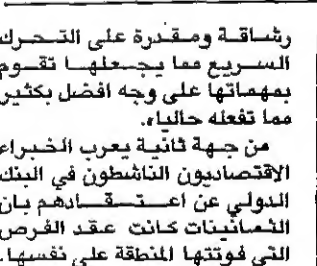 رشاقة ومقدرة على التحرك
السريع مما يجعلها تقوم
بمهماتها على وجه افضل بكثير
مما تفعله حالياء.
من جهة ثانية يعرب الخبراء
الاقتصاديون الناشطون في البنك
الدولي عن اعتقادهم بان
الثمانينات كانت عقد الفرص
التي فوتتها المنطقة على نفسها.